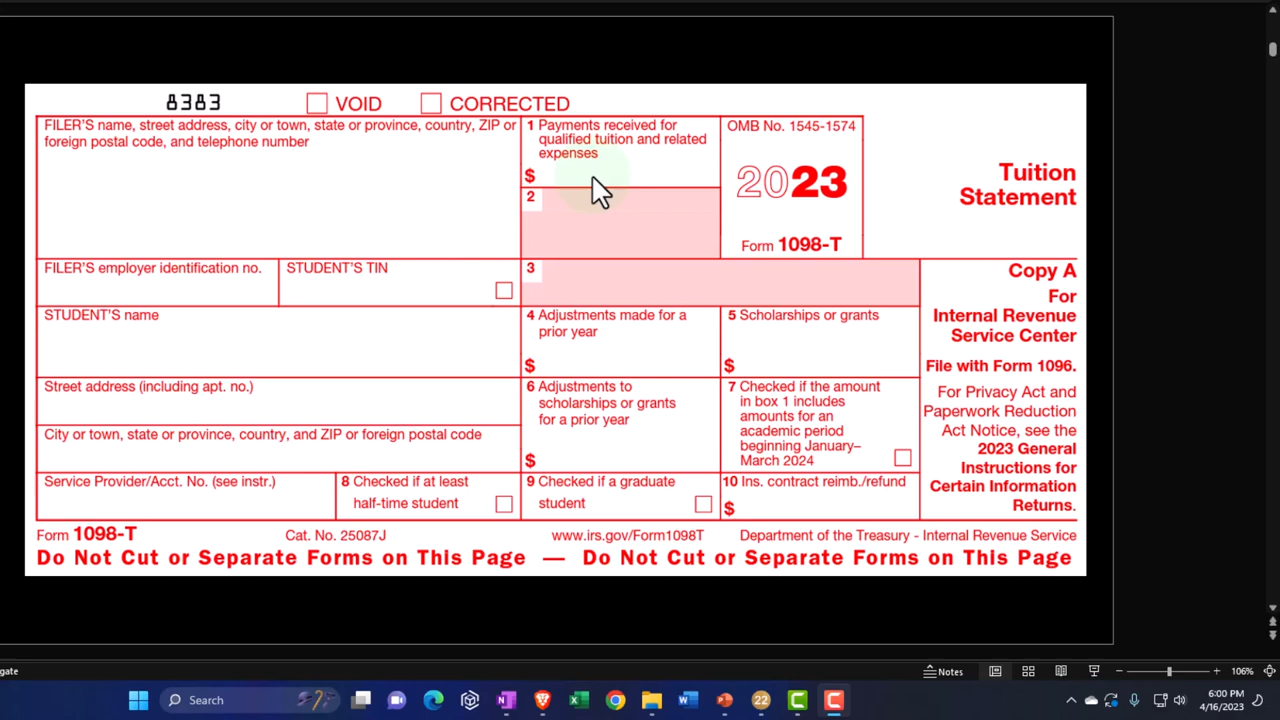 8383 VOID CORRECTED
FILER'S name, street address, city or town, state or province, country, ZIP or
foreign postal code, and telephone number
1 Payments received for
qualified tuition and related
expenses
$
2
OMB No. 1545-1574
2023
Form 1098-T
Tuition
Statement
FILER'S employer identification no.
STUDENT'S TIN
3
Copy A
For
Internal Revenue
Service Center
File with Form 1096.
For Privacy Act and
Paperwork Reduction
Act Notice, see the
2023 General
Instructions for
Certain Information
Returns.
STUDENT'S name
4 Adjustments made for a
prior year
$
5 Scholarships or grants
$
Street address (including apt. no.)
City or town, state or province, country, and ZIP or foreign postal code
6 Adjustments to
scholarships or grants
for a prior year
$
7 Checked if the amount
in box 1 includes
amounts for an
academic period
beginning January–
March 2024
Service Provider/Acct. No. (see instr.)
8 Checked if at least
half-time student
9 Checked if a graduate
student
10 Ins. contract reimb./refund
$
Form 1098-T Cat. No. 25087J www.irs.gov/Form1098T Department of the Treasury - Internal Revenue Service
Do Not Cut or Separate Forms on This Page — Do Not Cut or Separate Forms on This Page
gate
Notes
106%
Search
22
6:00 PM
4/16/2023